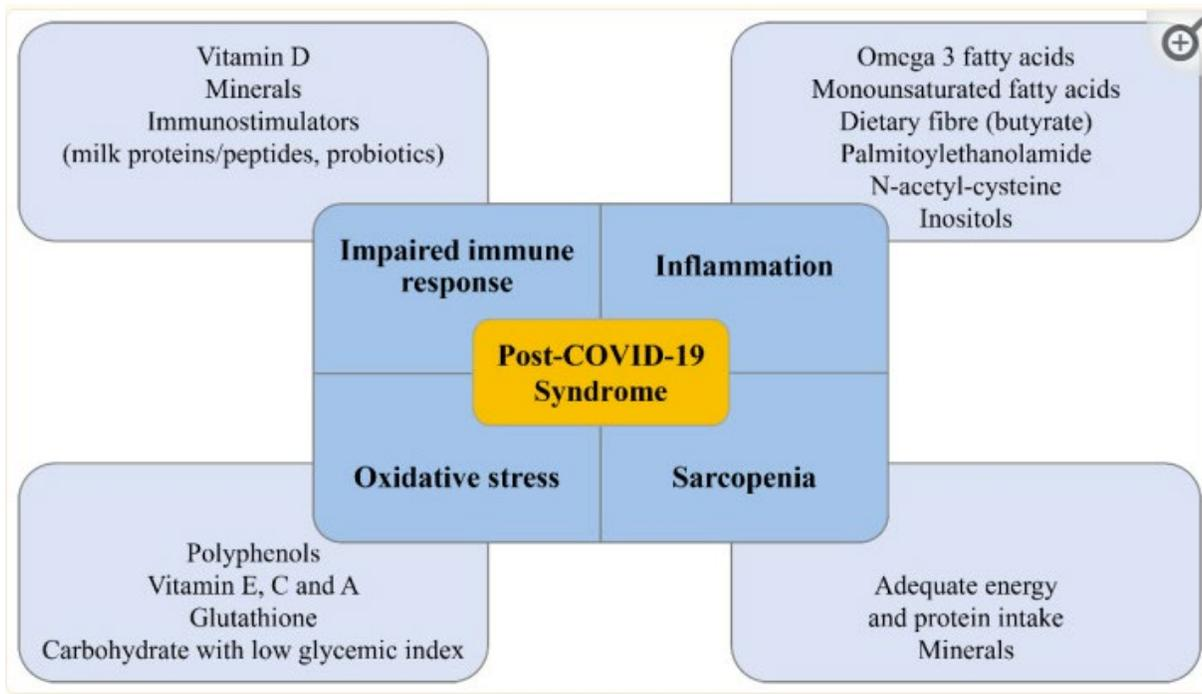 Vitamin D
Minerals
Immunostimulators
(milk proteins/peptides, probiotics)
Omega 3 fatty acids
Monounsaturated fatty acids
Dietary fibre (butyrate)
Palmitoylethanolamide
N-acetyl-cysteine
Inositols
Impaired immune
response
Inflammation
Post-COVID-19
Syndrome
Oxidative stress
Sarcopenia
Polyphenols
Vitamin E, C and A
Glutathione
Carbohydrate with low glycemic index
Adequate energy
and protein intake
Minerals